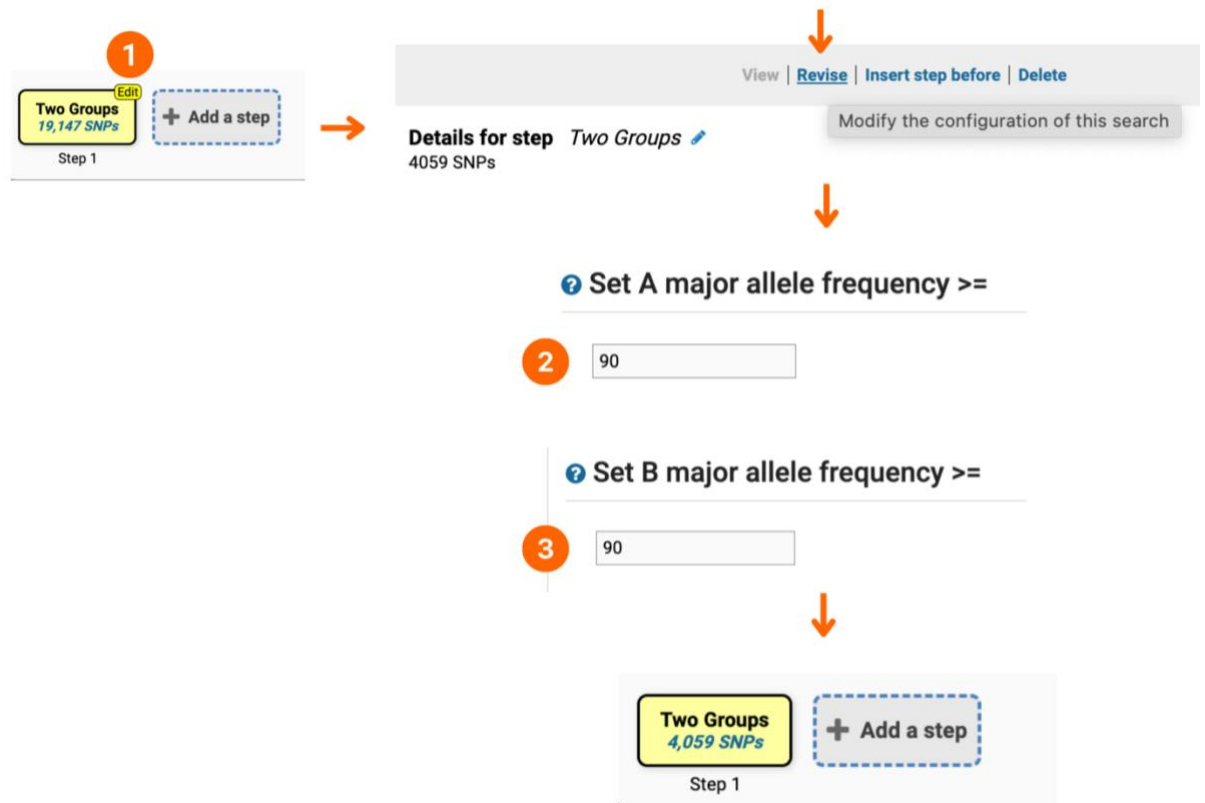 1
Edit
Two Groups
19,147 SNPs
+ Add a step
Step 1
View | Revise | Insert step before | Delete
Modify the configuration of this search
Details for step Two Groups
4059 SNPs
? Set A major allele frequency >=
2
90
? Set B major allele frequency >=
3
90
Two Groups
4,059 SNPs
+ Add a step
Step 1